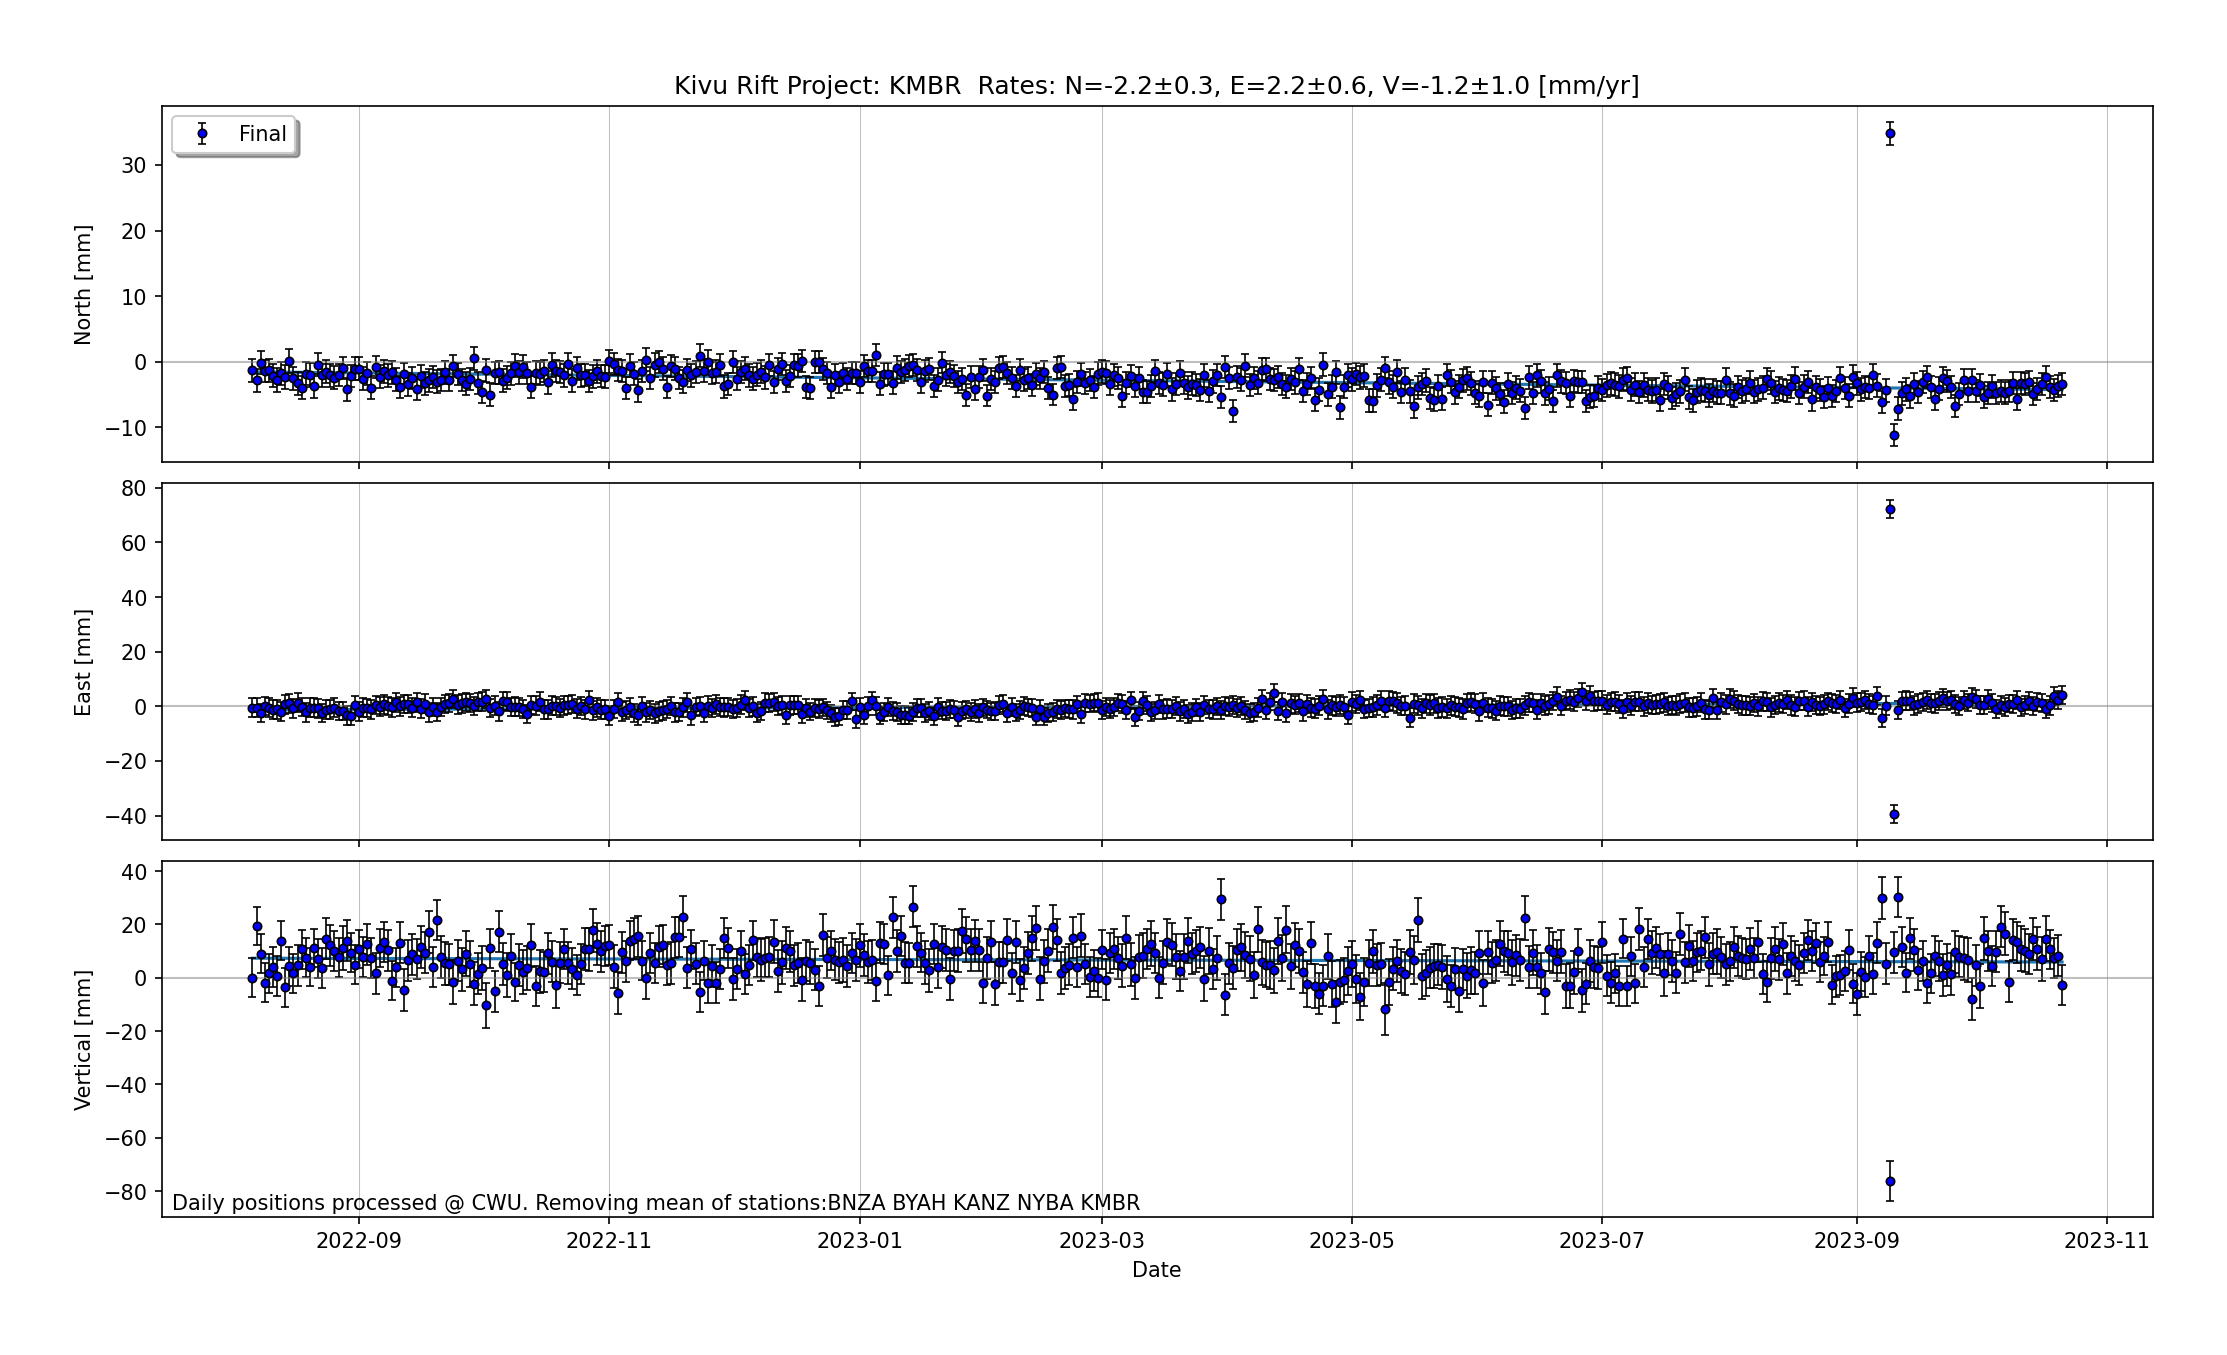 Kivu Rift Project: KMBR  Rates: N=-2.2±0.3, E=2.2±0.6, V=-1.2±1.0 [mm/yr]
Final
North [mm]
30
20
10
0
−10
East [mm]
80
60
40
20
0
−20
−40
Vertical [mm]
40
20
0
−20
−40
−60
−80
Daily positions processed @ CWU. Removing mean of stations:BNZA BYAH KANZ NYBA KMBR
2022-09 2022-11 2023-01 2023-03 2023-05 2023-07 2023-09 2023-11
Date